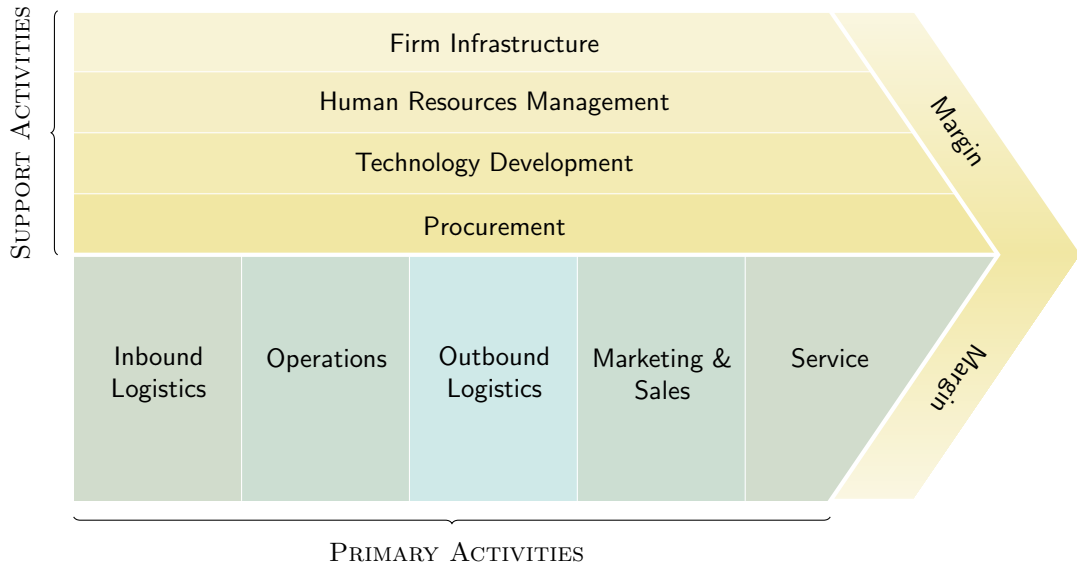 SUPPORT ACTIVITIES
Firm Infrastructure
Human Resources Management
Technology Development
Procurement
Margin
Inbound
Logistics
Operations
Outbound
Logistics
Marketing &
Sales
Service
Margin
PRIMARY ACTIVITIES